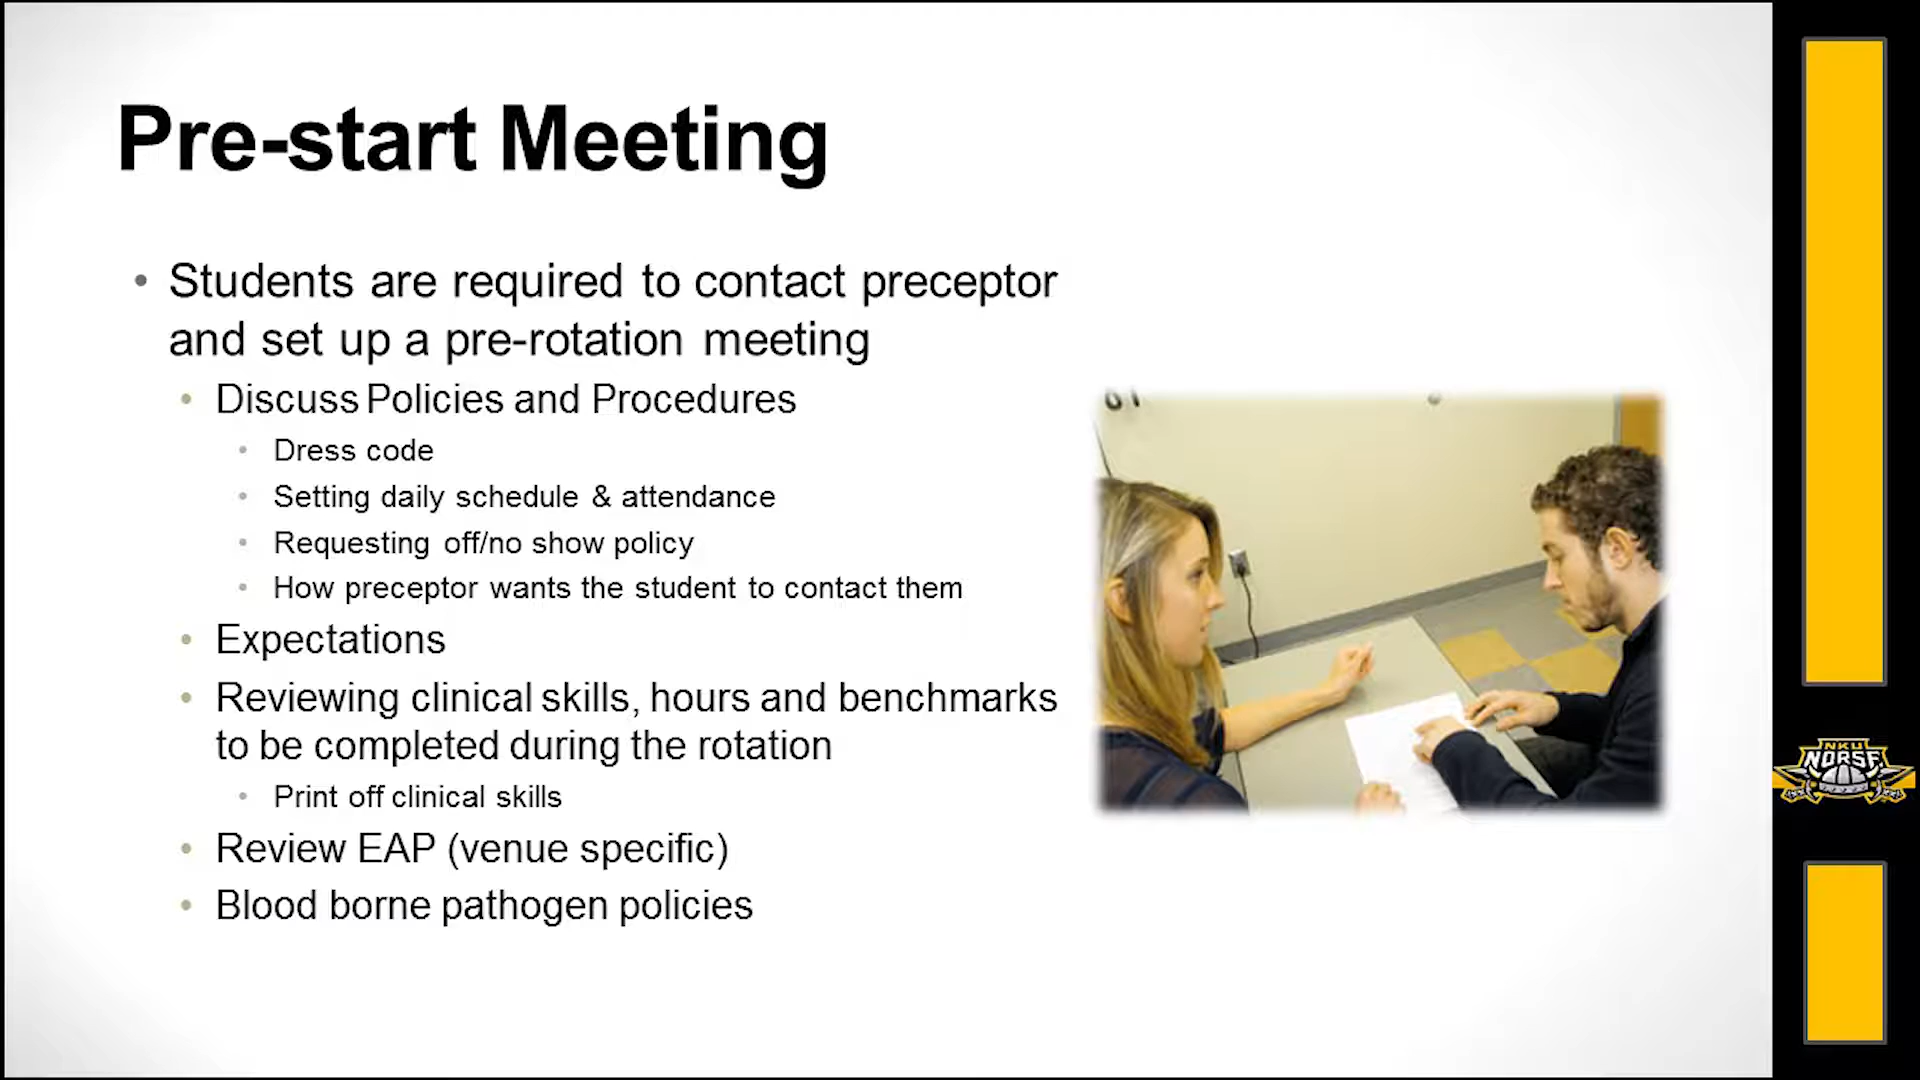 Pre-start Meeting
• Students are required to contact preceptor
and set up a pre-rotation meeting
• Discuss Policies and Procedures
• Dress code
• Setting daily schedule & attendance
• Requesting off/no show policy
• How preceptor wants the student to contact them
• Expectations
• Reviewing clinical skills, hours and benchmarks
to be completed during the rotation
• Print off clinical skills
• Review EAP (venue specific)
• Blood borne pathogen policies
NKU
NORSE